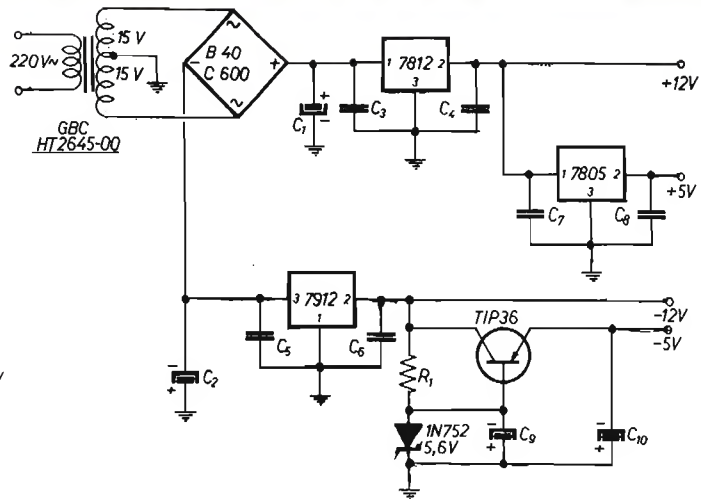 15 V
220V~
15 V
GBC
HT2645-00
~
B 40
C 600
~
-
+
+
C1
-
C3
1 7812 2
3
C4
+12V
1 7805 2
3
C7
C8
+5V
3 7912 2
1
C5
C6
-
C2
+
TIP36
-12V
-5V
R1
1N752
5,6V
-
C9
+
-
C10
+